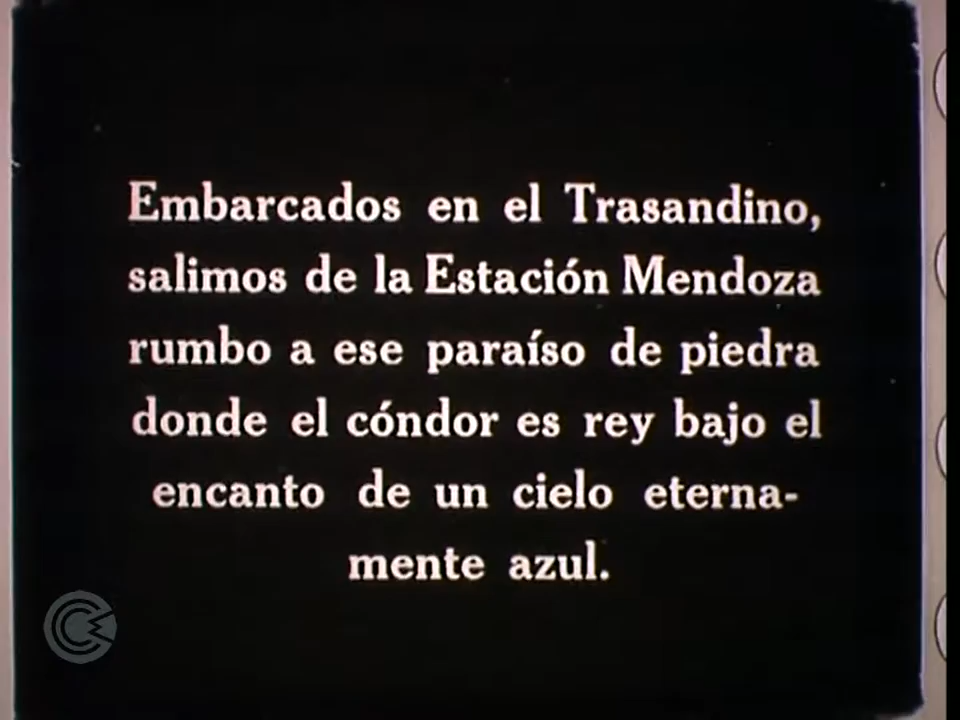 Embarcados en el Trasandino,
salimos de la Estación Mendoza
rumbo a ese paraíso de piedra
donde el cóndor es rey bajo el
encanto de un cielo eterna-
mente azul.